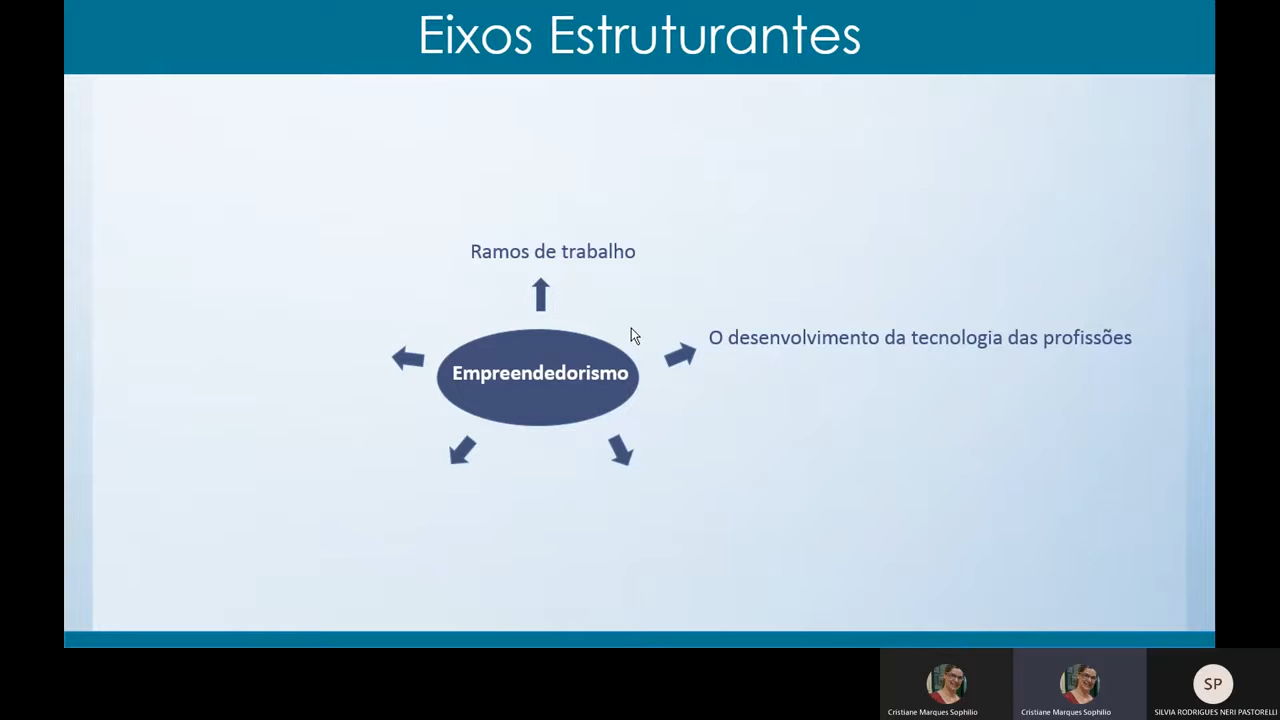 Eixos Estruturantes
Ramos de trabalho
O desenvolvimento da tecnologia das profissões
Empreendedorismo
SP
Cristiane Marques Sophilio
Cristiane Marques Sophilio
SILVIA RODRIGUES NERI PASTORELLI